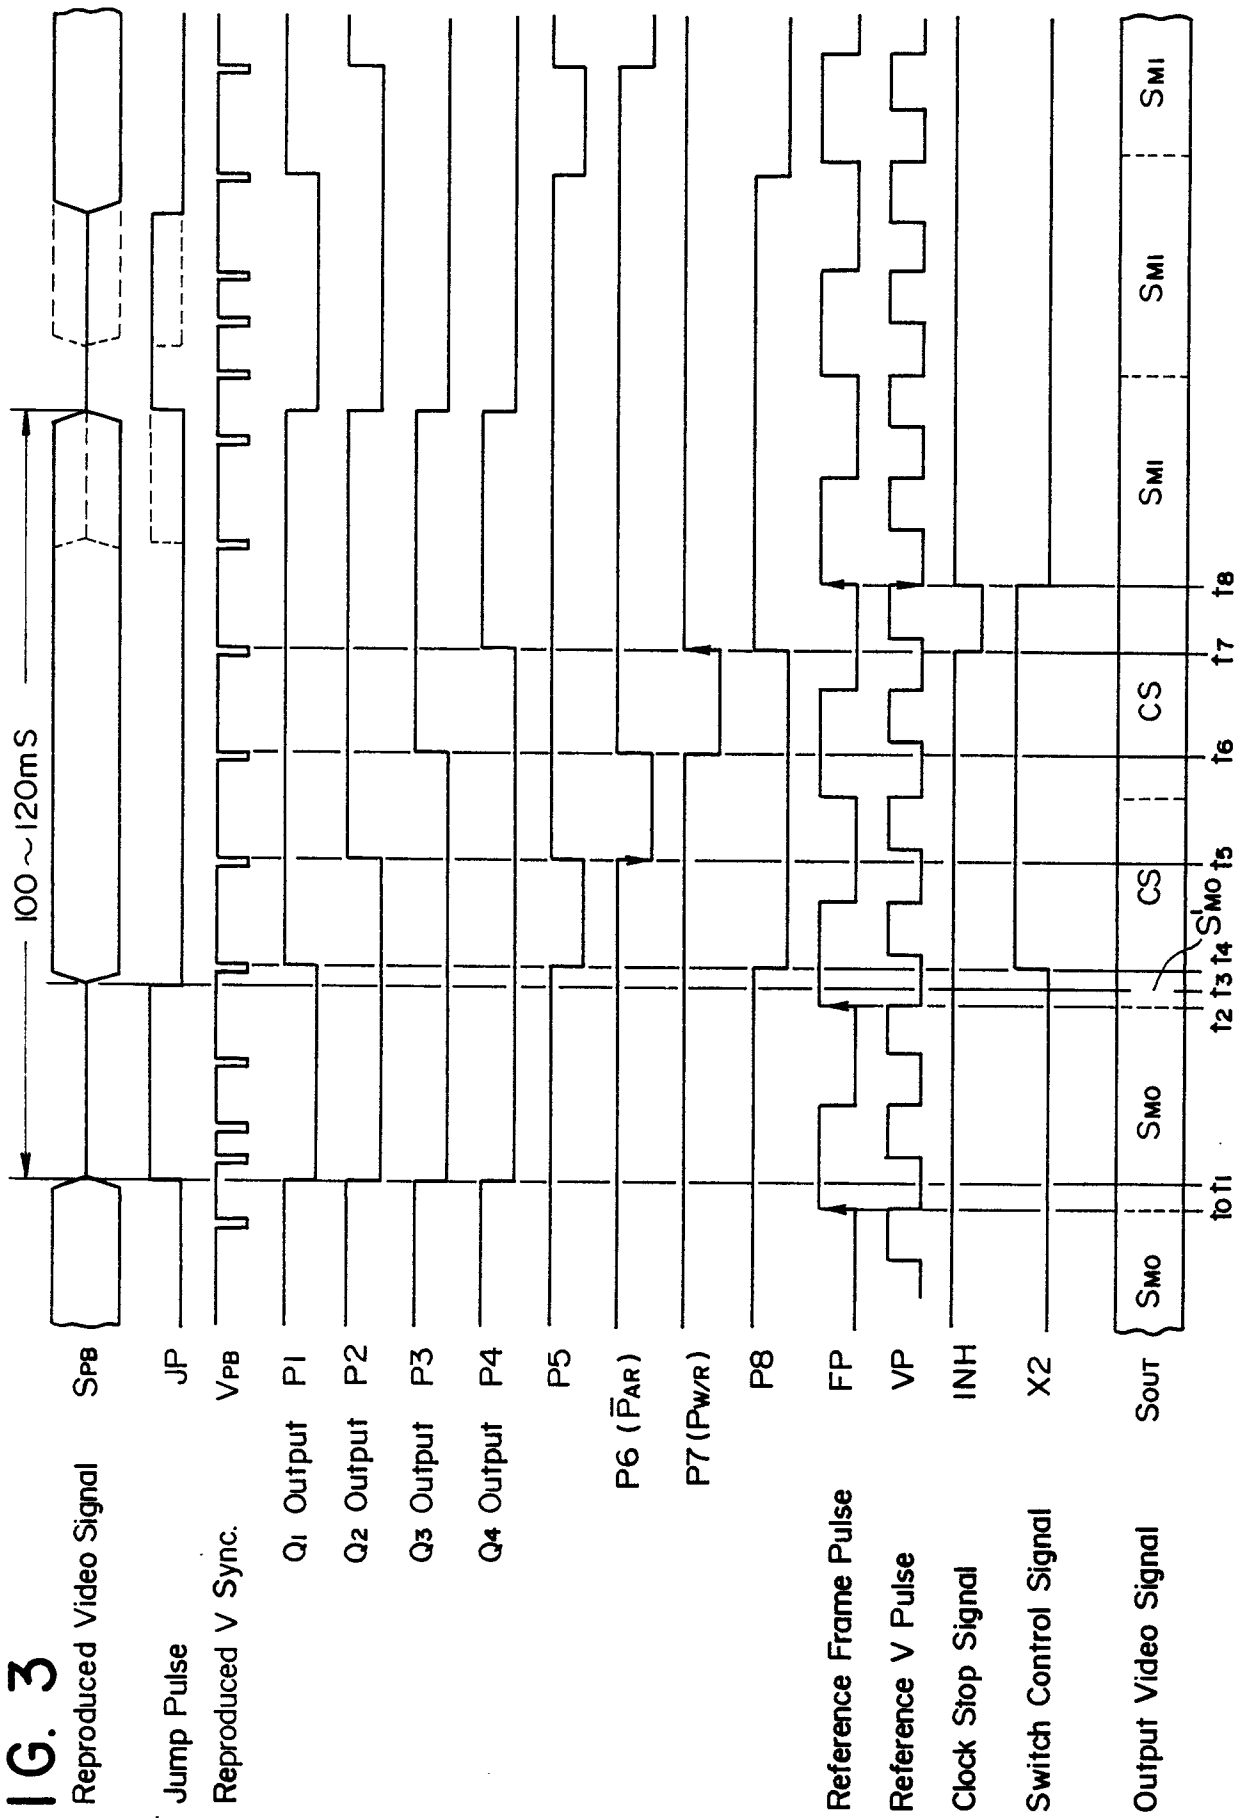 IG. 3
100~120mS
Reproduced Video Signal SPB
Jump Pulse JP
Reproduced V Sync. VPB
Q1 Output P1
Q2 Output P2
Q3 Output P3
Q4 Output P4
P5
P6 (P̄AR)
P7 (PW/R)
P8
Reference Frame Pulse FP
Reference V Pulse VP
Clock Stop Signal INH
Switch Control Signal X2
Output Video Signal SOUT
SMO SMO CS CS SMI SMI SMI
S'MO
t0 t1 t2 t3 t4 t5 t6 t7 t8